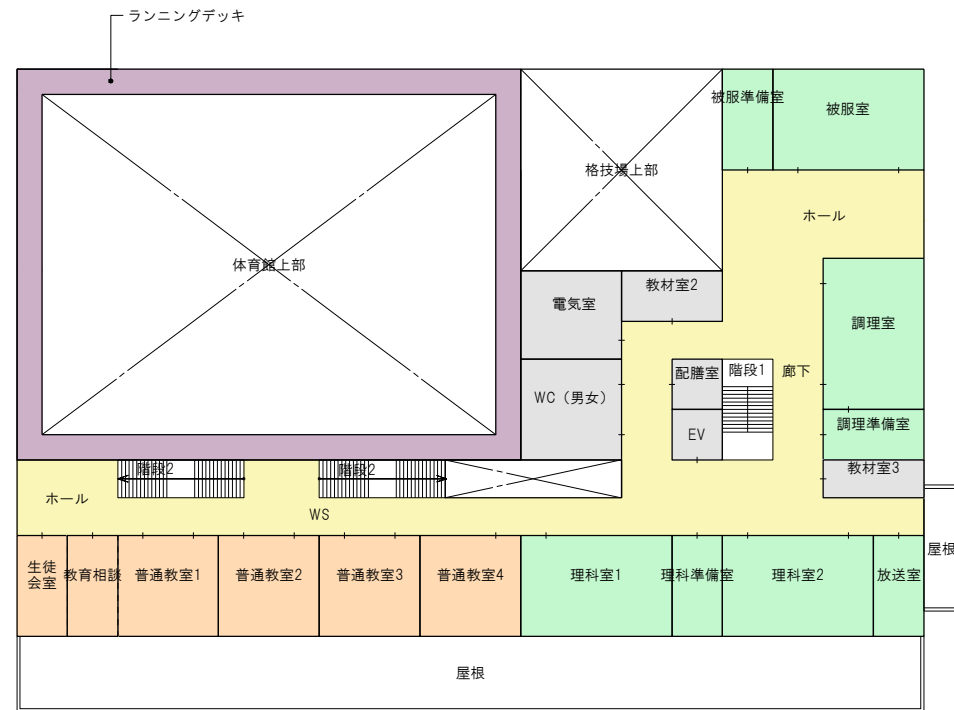 ランニングデッキ
被服準備室
被服室
格技場上部
ホール
体育館上部
教材室2
電気室
調理室
配膳室
階段1
廊下
WC（男女）
調理準備室
EV
階段2
階段2
教材室3
ホール
WS
屋根
生徒
会室
教育相談
普通教室1
普通教室2
普通教室3
普通教室4
理科室1
理科準備室
理科室2
放送室
屋根